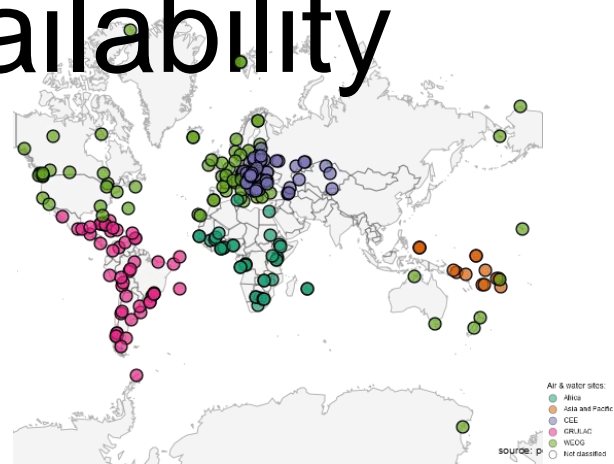 ailability
Air & water sites:
Africa
Asia and Pacific
CEE
GRULAC
WEOG
Not classified
source: p